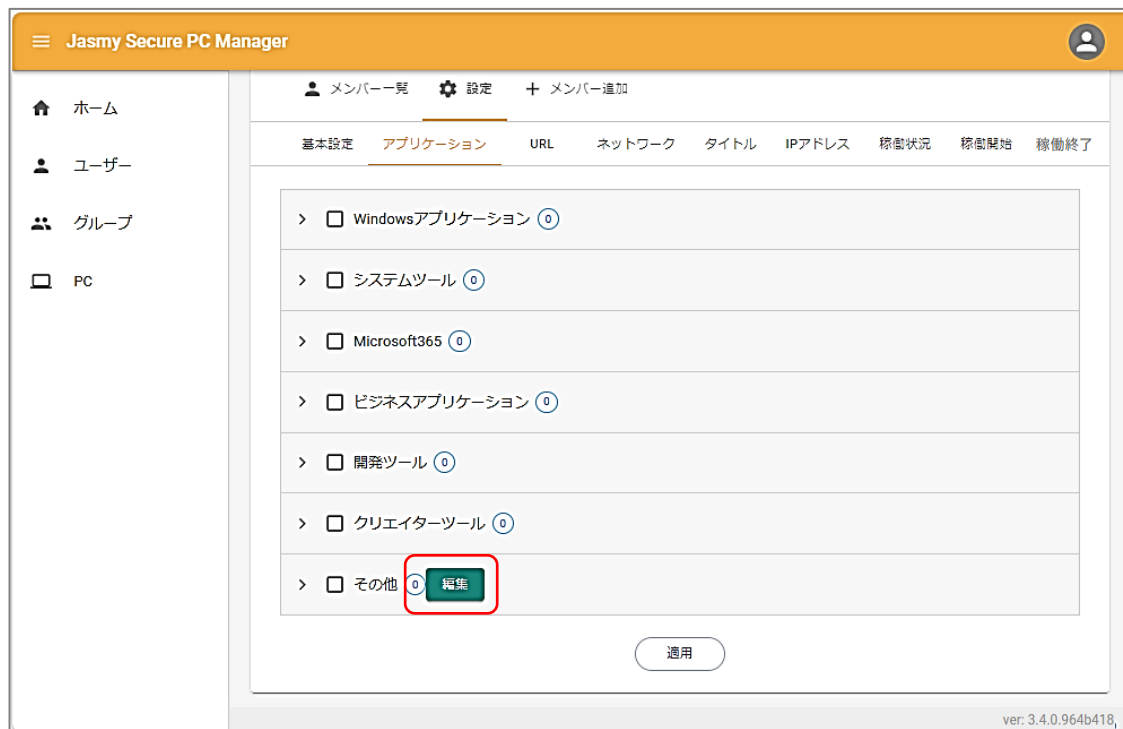 Jasmy Secure PC Manager
ホーム
ユーザー
グループ
PC
メンバー一覧 設定 メンバー追加
基本設定 アプリケーション URL ネットワーク タイトル IPアドレス 稼働状況 稼働開始 稼働終了
Windowsアプリケーション 0
システムツール 0
Microsoft365 0
ビジネスアプリケーション 0
開発ツール 0
クリエイターツール 0
その他 0 編集
適用
ver: 3.4.0.964b418